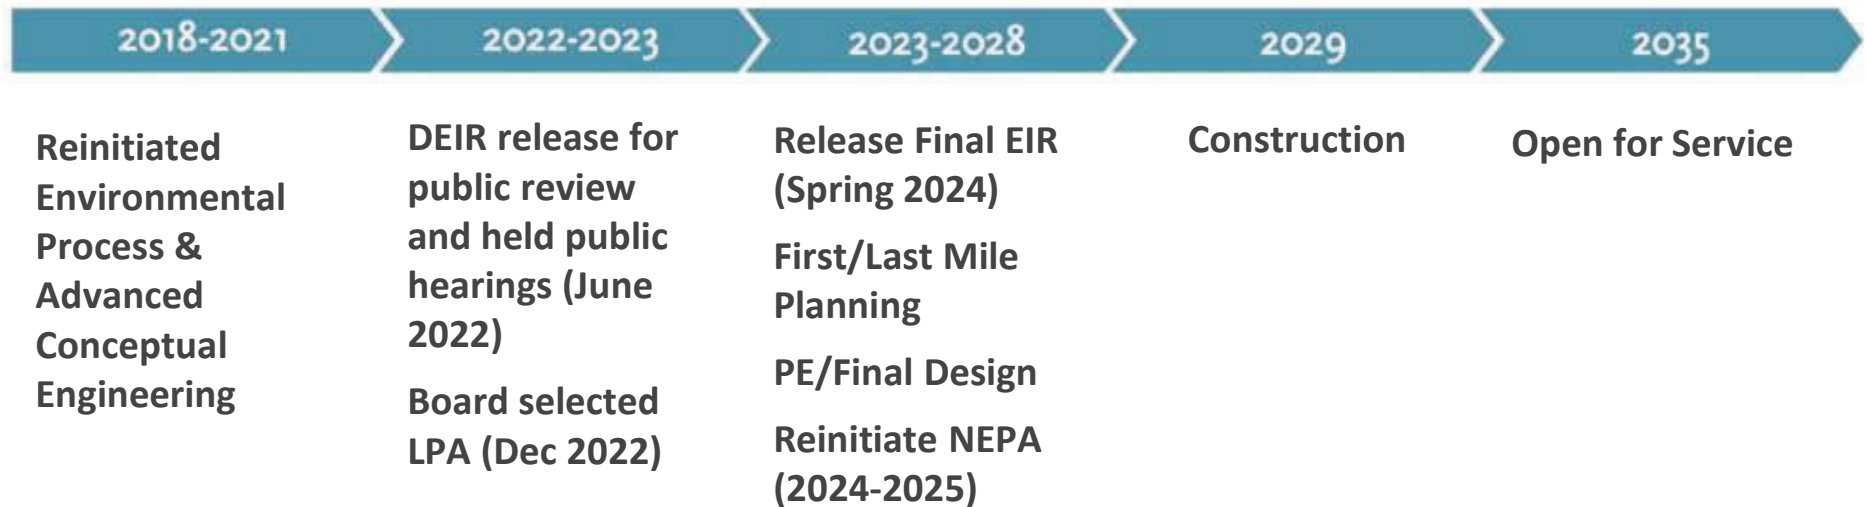 2018-2021
2022-2023
2023-2028
2029
2035
Reinitiated
Environmental
Process &
Advanced
Conceptual
Engineering
DEIR release for
public review
and held public
hearings (June
2022)
Board selected
LPA (Dec 2022)
Release Final EIR
(Spring 2024)
First/Last Mile
Planning
PE/Final Design
Reinitiate NEPA
(2024-2025)
Construction
Open for Service